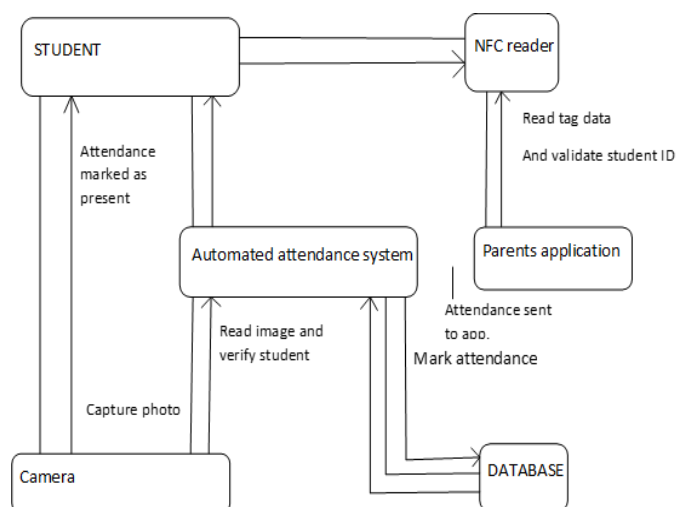 STUDENT
NFC reader
Read tag data
And validate student ID
Attendance
marked as
present
Automated attendance system
Parents application
Attendance sent
to app.
Read image and
verify student
Mark attendance
Capture photo
Camera
DATABASE